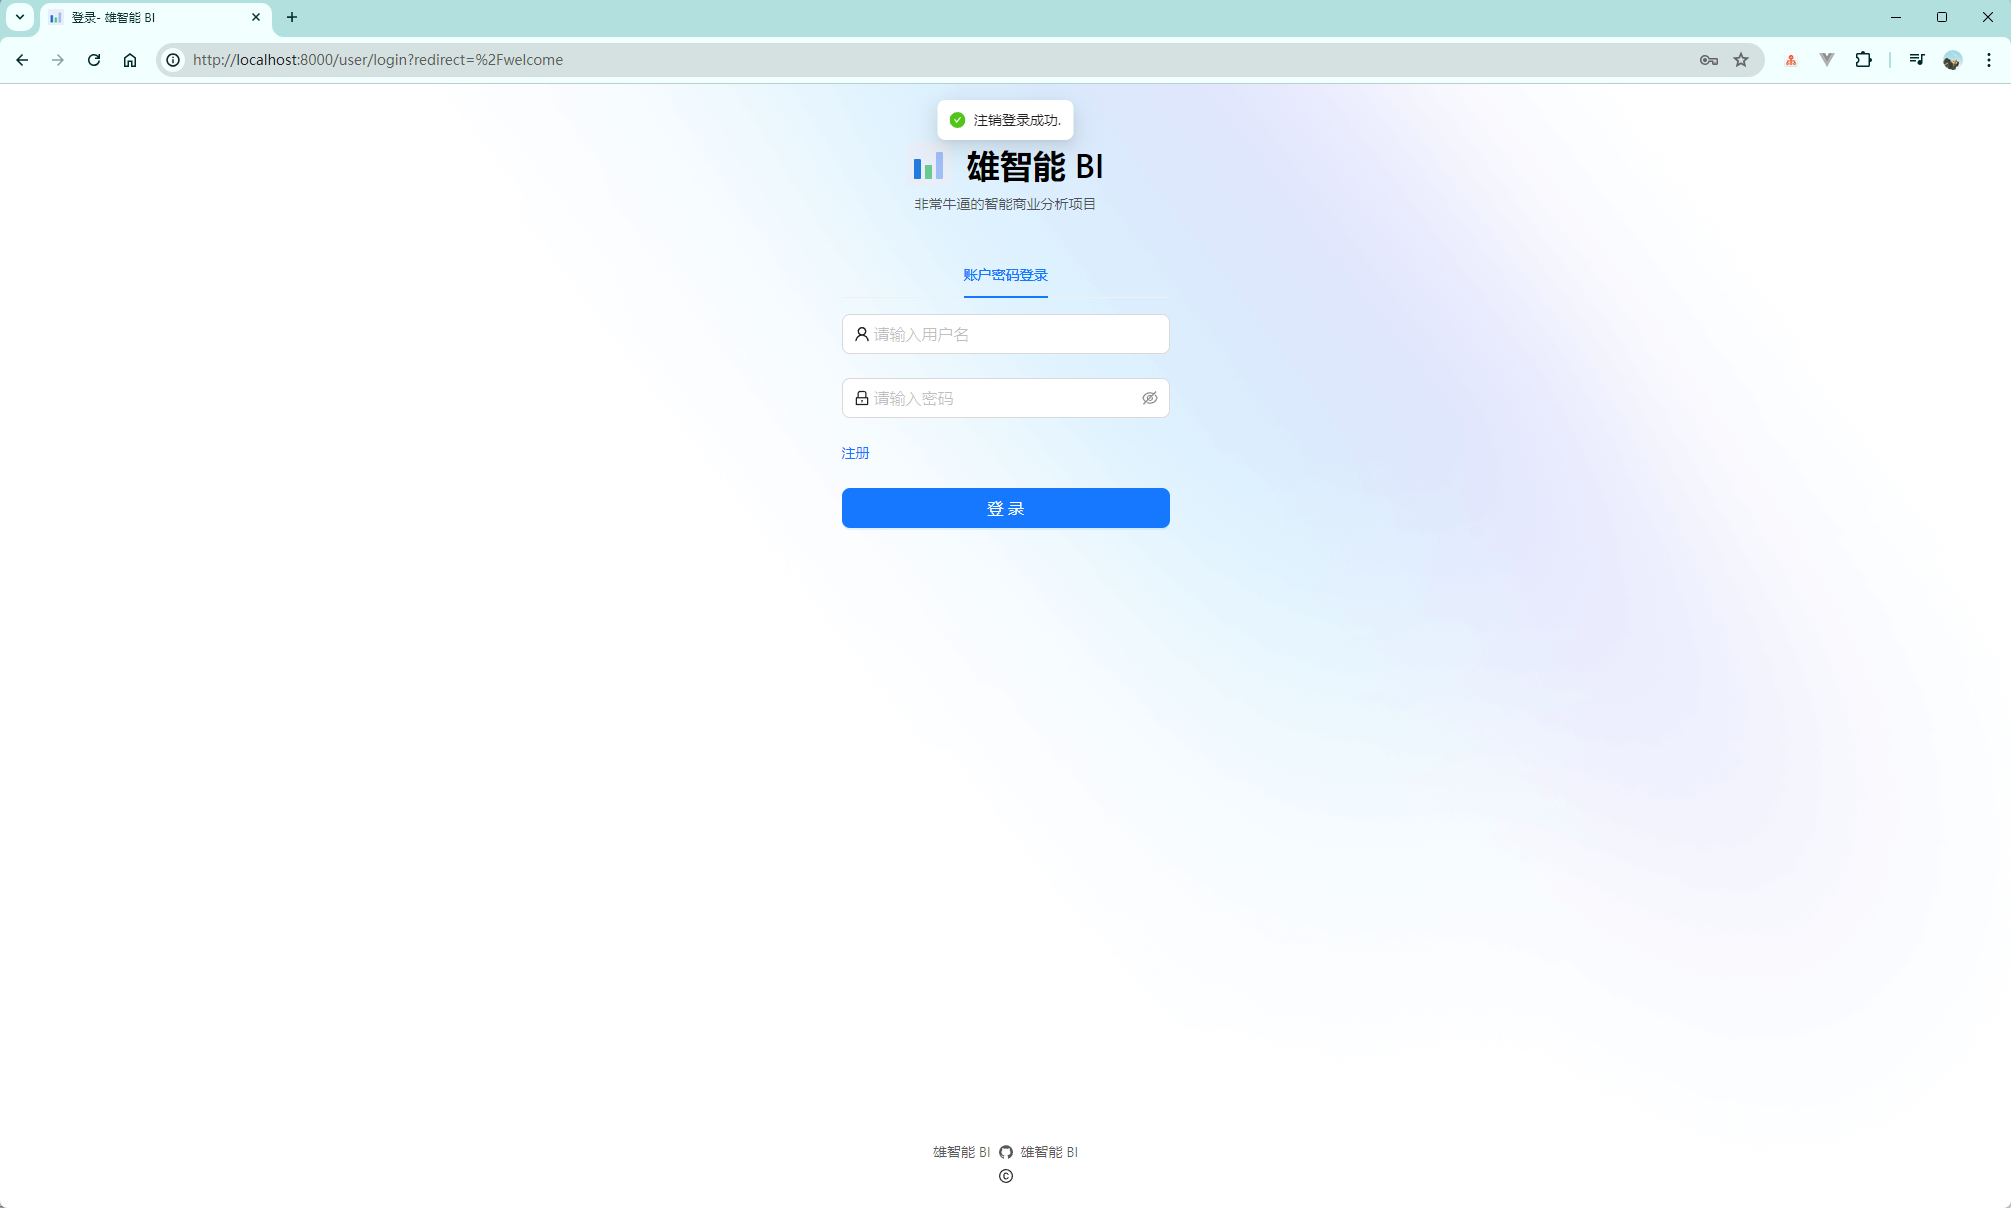 登录- 雄智能 BI
http://localhost:8000/user/login?redirect=%2Fwelcome
注销登录成功.
雄智能 BI
非常牛逼的智能商业分析项目
账户密码登录
请输入用户名
请输入密码
注册
登 录
雄智能 BI 雄智能 BI
©